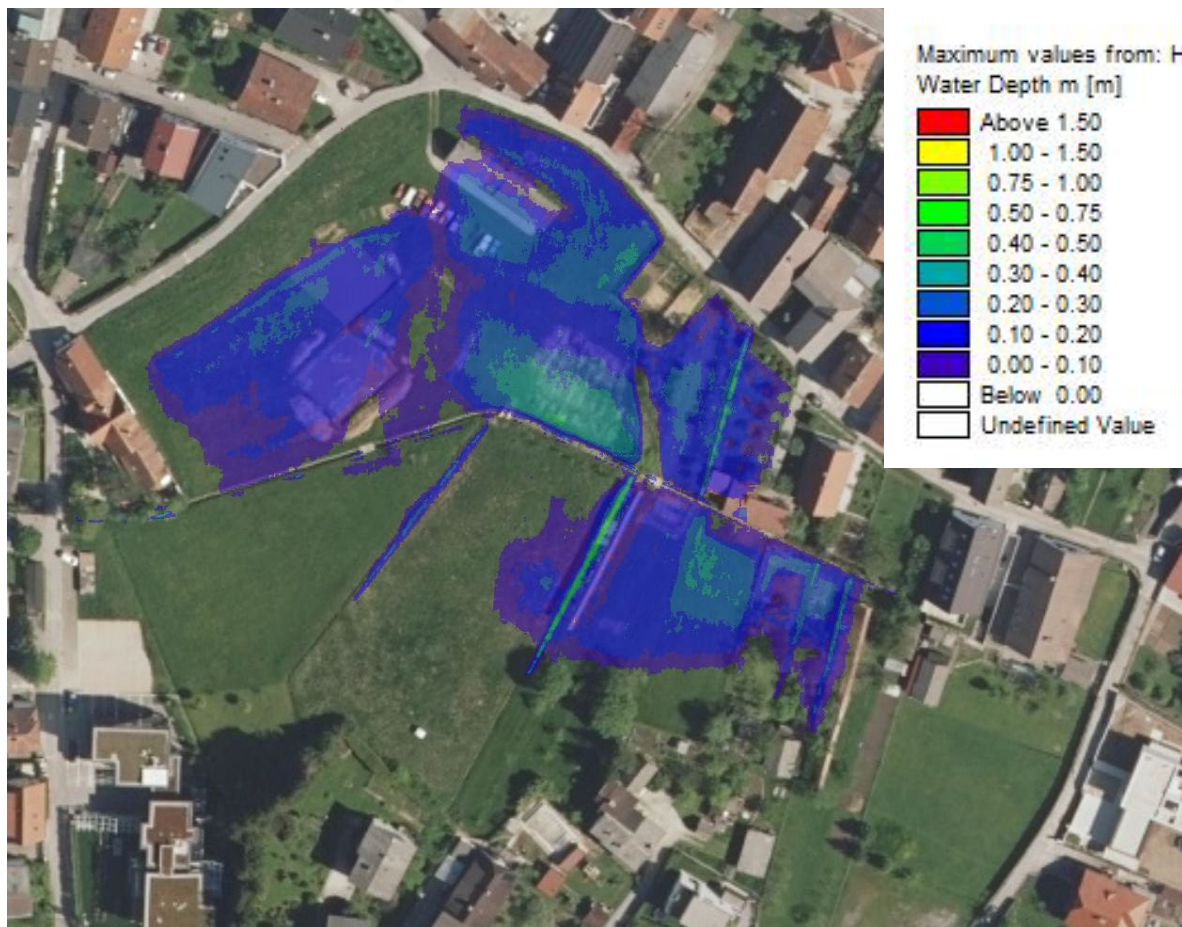 Maximum values from: H
Water Depth m [m]
Above 1.50
1.00 - 1.50
0.75 - 1.00
0.50 - 0.75
0.40 - 0.50
0.30 - 0.40
0.20 - 0.30
0.10 - 0.20
0.00 - 0.10
Below 0.00
Undefined Value